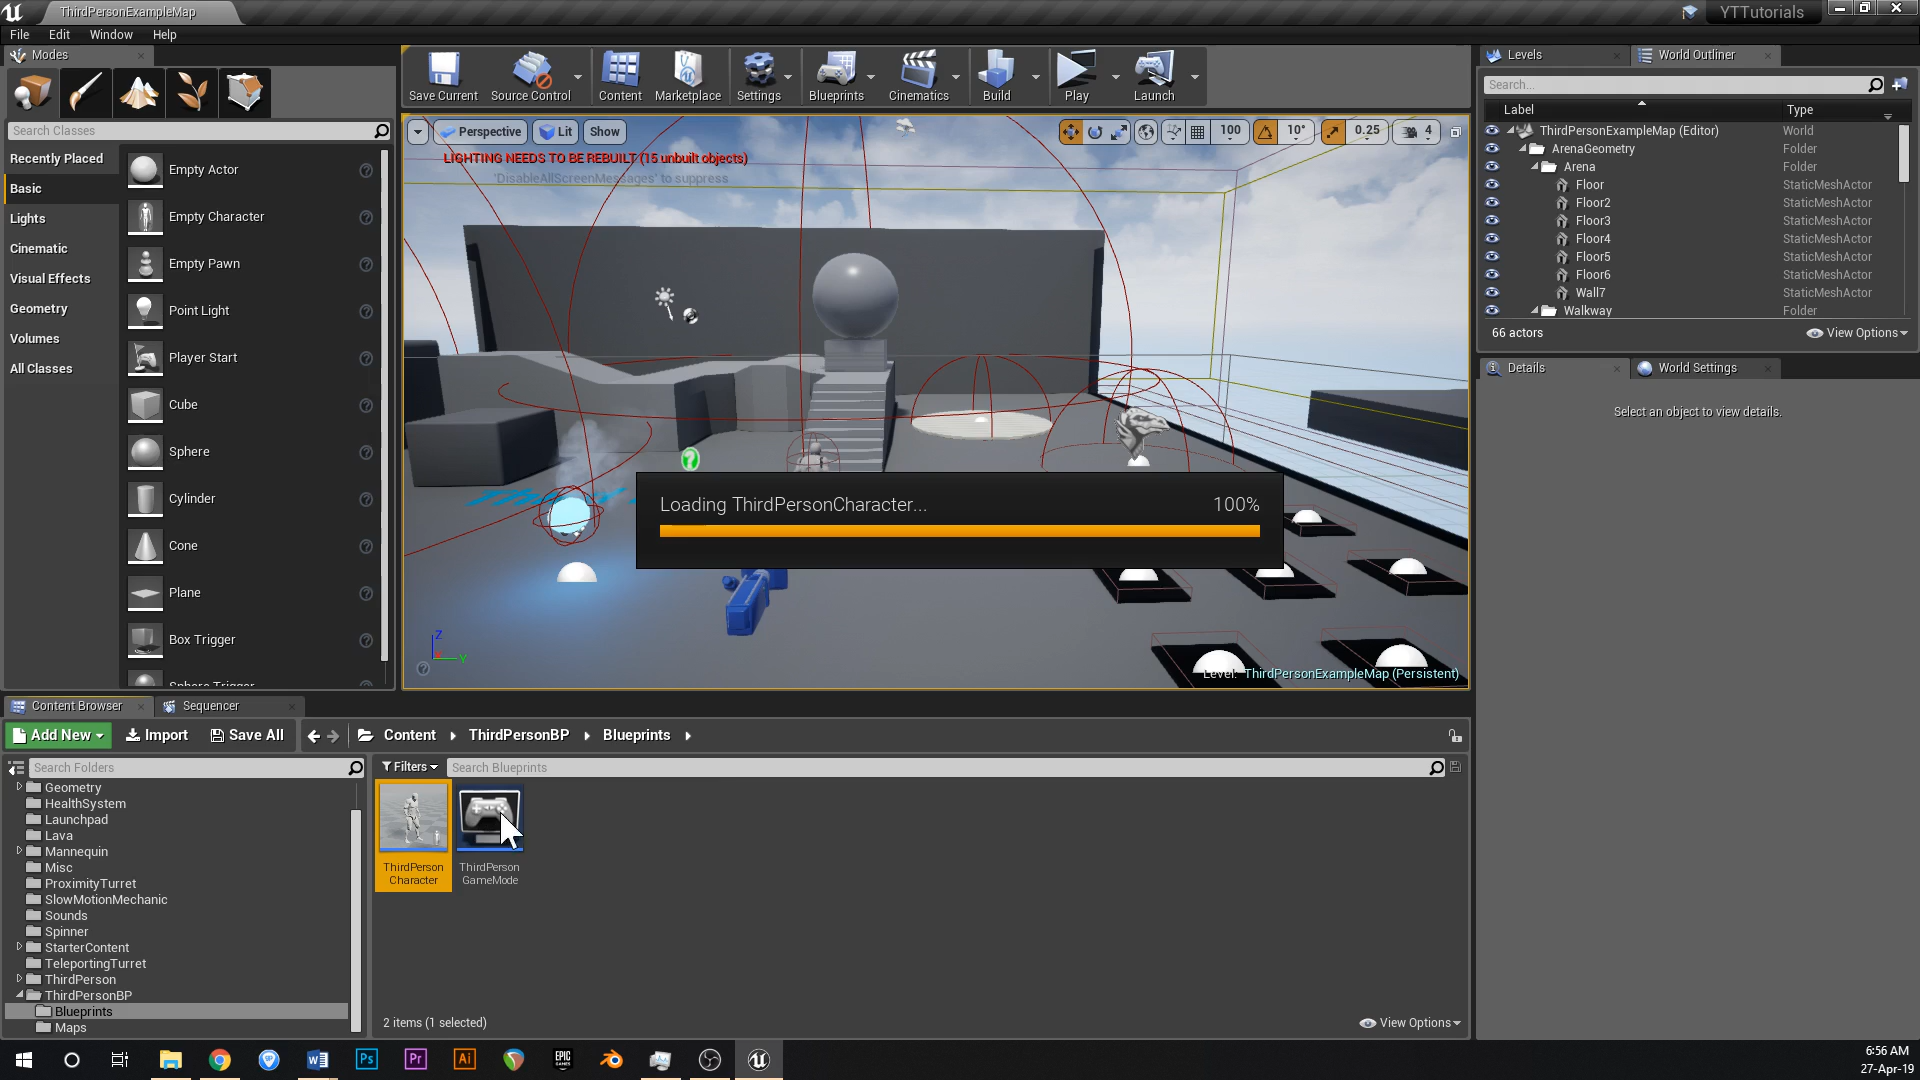 ThirdPersonExampleMap
YTTutorials
File Edit Window Help
Modes
Search Classes
Recently Placed
Basic
Lights
Cinematic
Visual Effects
Geometry
Volumes
All Classes
Empty Actor
Empty Character
Empty Pawn
Point Light
Player Start
Cube
Sphere
Cylinder
Cone
Plane
Box Trigger
Sphere Trigger
Save Current
Source Control
Content
Marketplace
Settings
Blueprints
Cinematics
Build
Play
Launch
Perspective
Lit
Show
100
10°
0.25
4
LIGHTING NEEDS TO BE REBUILT (15 unbuilt objects)
'DisableAllScreenMessages' to suppress
Loading ThirdPersonCharacter... 100%
Z
Y
Level: ThirdPersonExampleMap (Persistent)
Levels
World Outliner
Search...
Label Type
ThirdPersonExampleMap (Editor) World
ArenaGeometry Folder
Arena Folder
Floor StaticMeshActor
Floor2 StaticMeshActor
Floor3 StaticMeshActor
Floor4 StaticMeshActor
Floor5 StaticMeshActor
Floor6 StaticMeshActor
Wall7 StaticMeshActor
Walkway Folder
66 actors View Options
Details
World Settings
Select an object to view details.
Content Browser
Sequencer
Add New Import Save All Content ThirdPersonBP Blueprints
Search Folders
Geometry
HealthSystem
Launchpad
Lava
Mannequin
Misc
ProximityTurret
SlowMotionMechanic
Sounds
Spinner
StarterContent
TeleportingTurret
ThirdPerson
ThirdPersonBP
Blueprints
Maps
Filters Search Blueprints
ThirdPerson
Character
ThirdPerson
GameMode
2 items (1 selected) View Options
Ps Pr Ai
EPIC
GAMES
6:56 AM
27-Apr-19